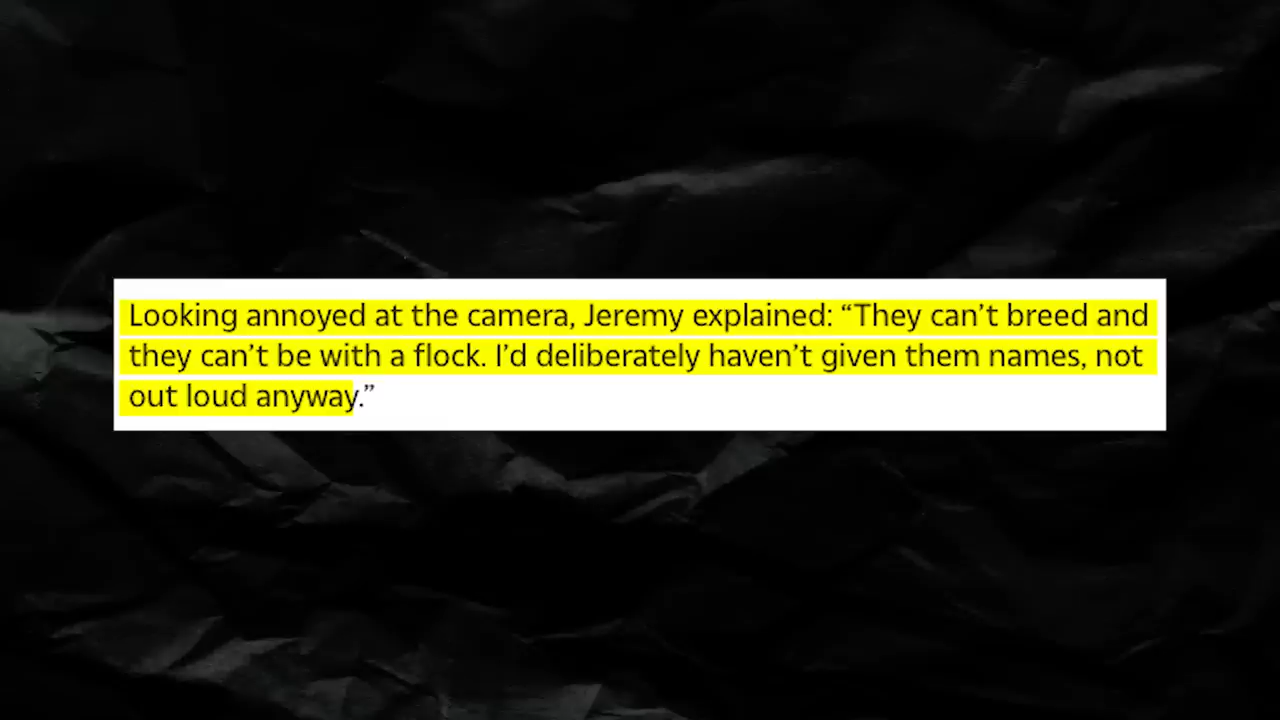 Looking annoyed at the camera, Jeremy explained: “They can’t breed and
they can’t be with a flock. I’d deliberately haven’t given them names, not
out loud anyway.”